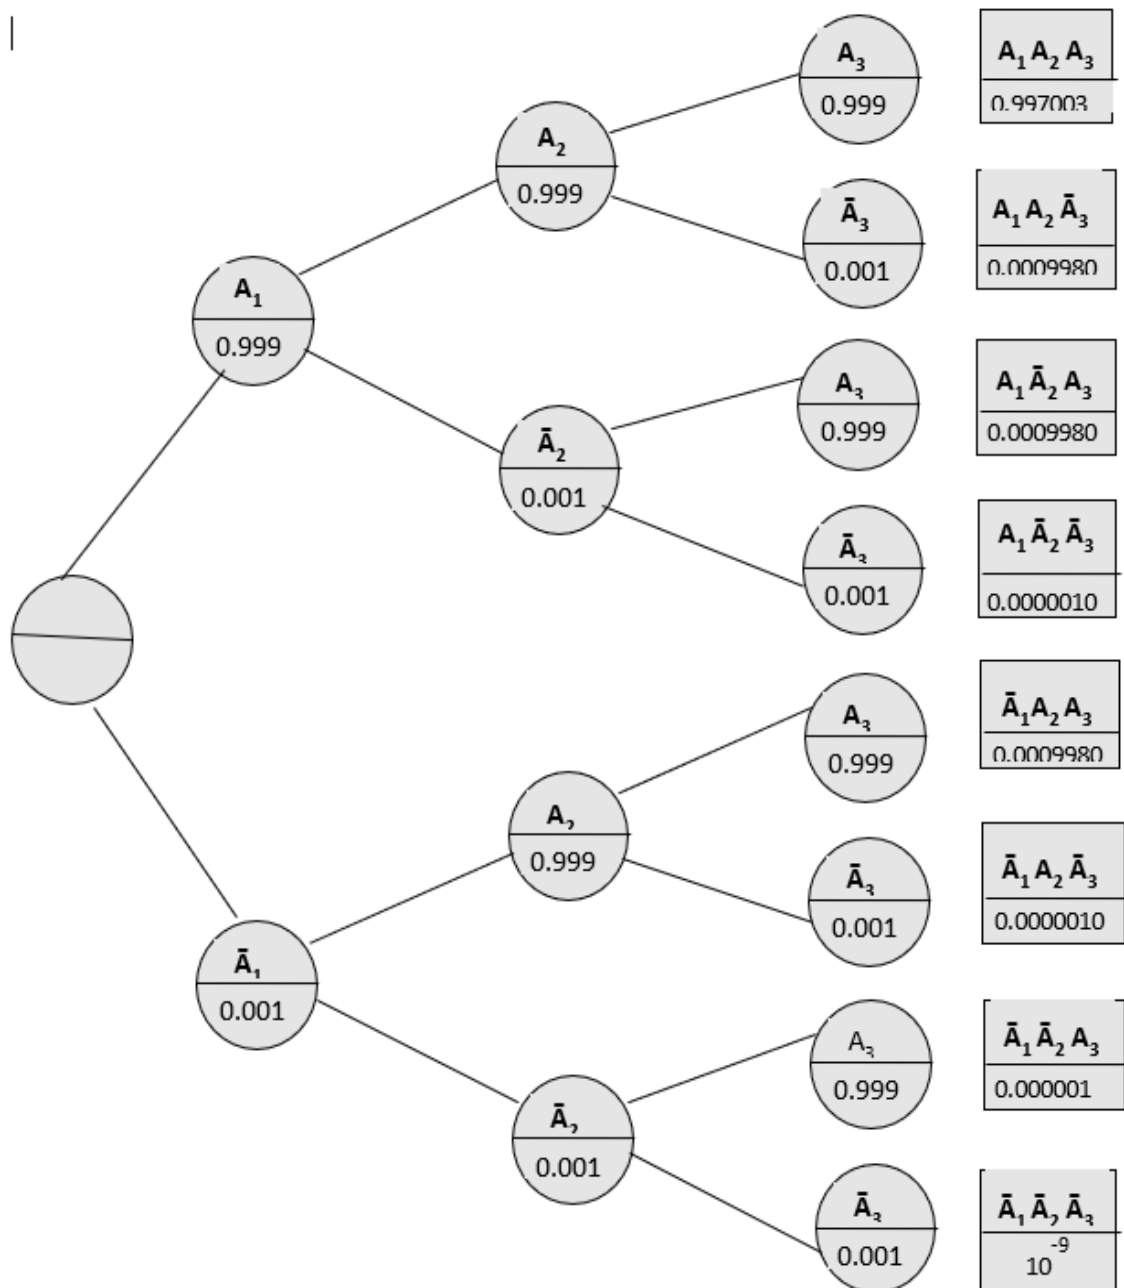 A₃
0.999
A₁ A₂ A₃
0.997003
A₂
0.999
Ā₃
0.001
A₁ A₂ Ā₃
0.0009980
A₁
0.999
A₃
0.999
A₁ Ā₂ A₃
0.0009980
Ā₂
0.001
Ā₃
0.001
A₁ Ā₂ Ā₃
0.0000010
A₃
0.999
Ā₁ A₂ A₃
0.0009980
A₂
0.999
Ā₃
0.001
Ā₁ A₂ Ā₃
0.0000010
Ā₁
0.001
A₃
0.999
Ā₁ Ā₂ A₃
0.000001
Ā₂
0.001
Ā₃
0.001
Ā₁ Ā₂ Ā₃
10⁻⁹